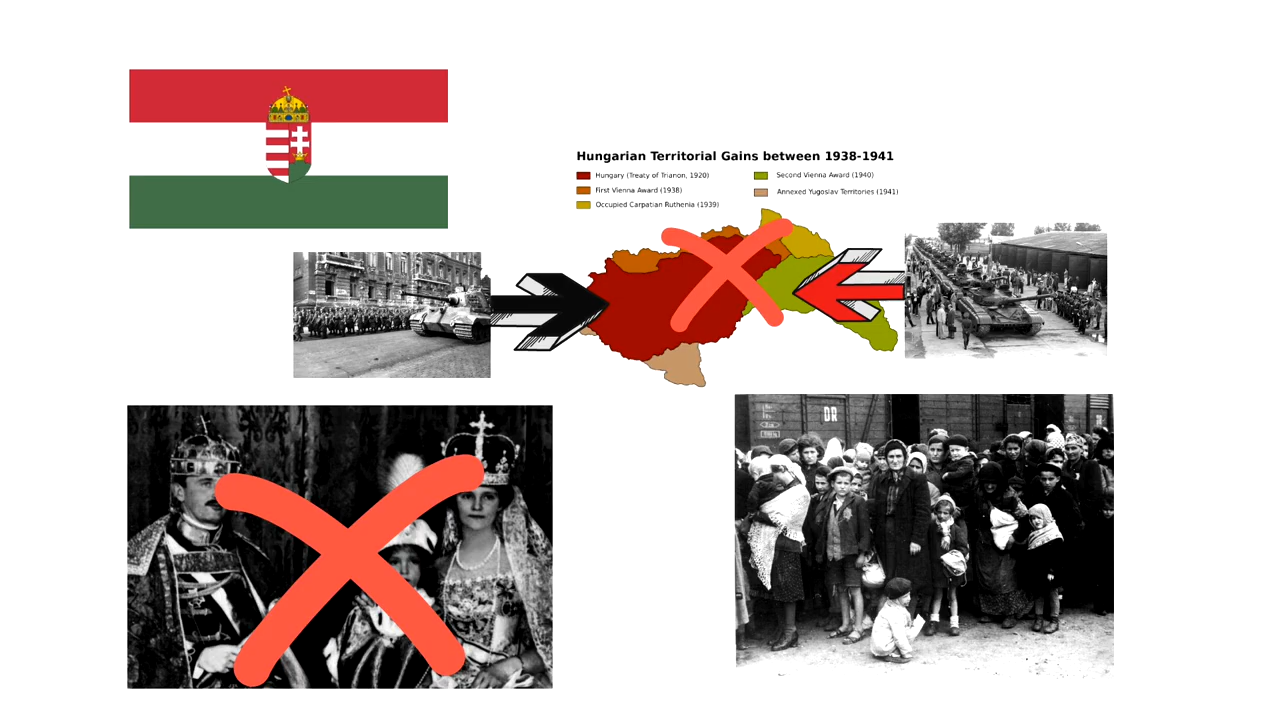 Hungarian Territorial Gains between 1938-1941
Hungary (Treaty of Trianon, 1920)
Second Vienna Award (1940)
First Vienna Award (1938)
Annexed Yugoslav Territories (1941)
Occupied Carpatian Ruthenia (1939)
DR